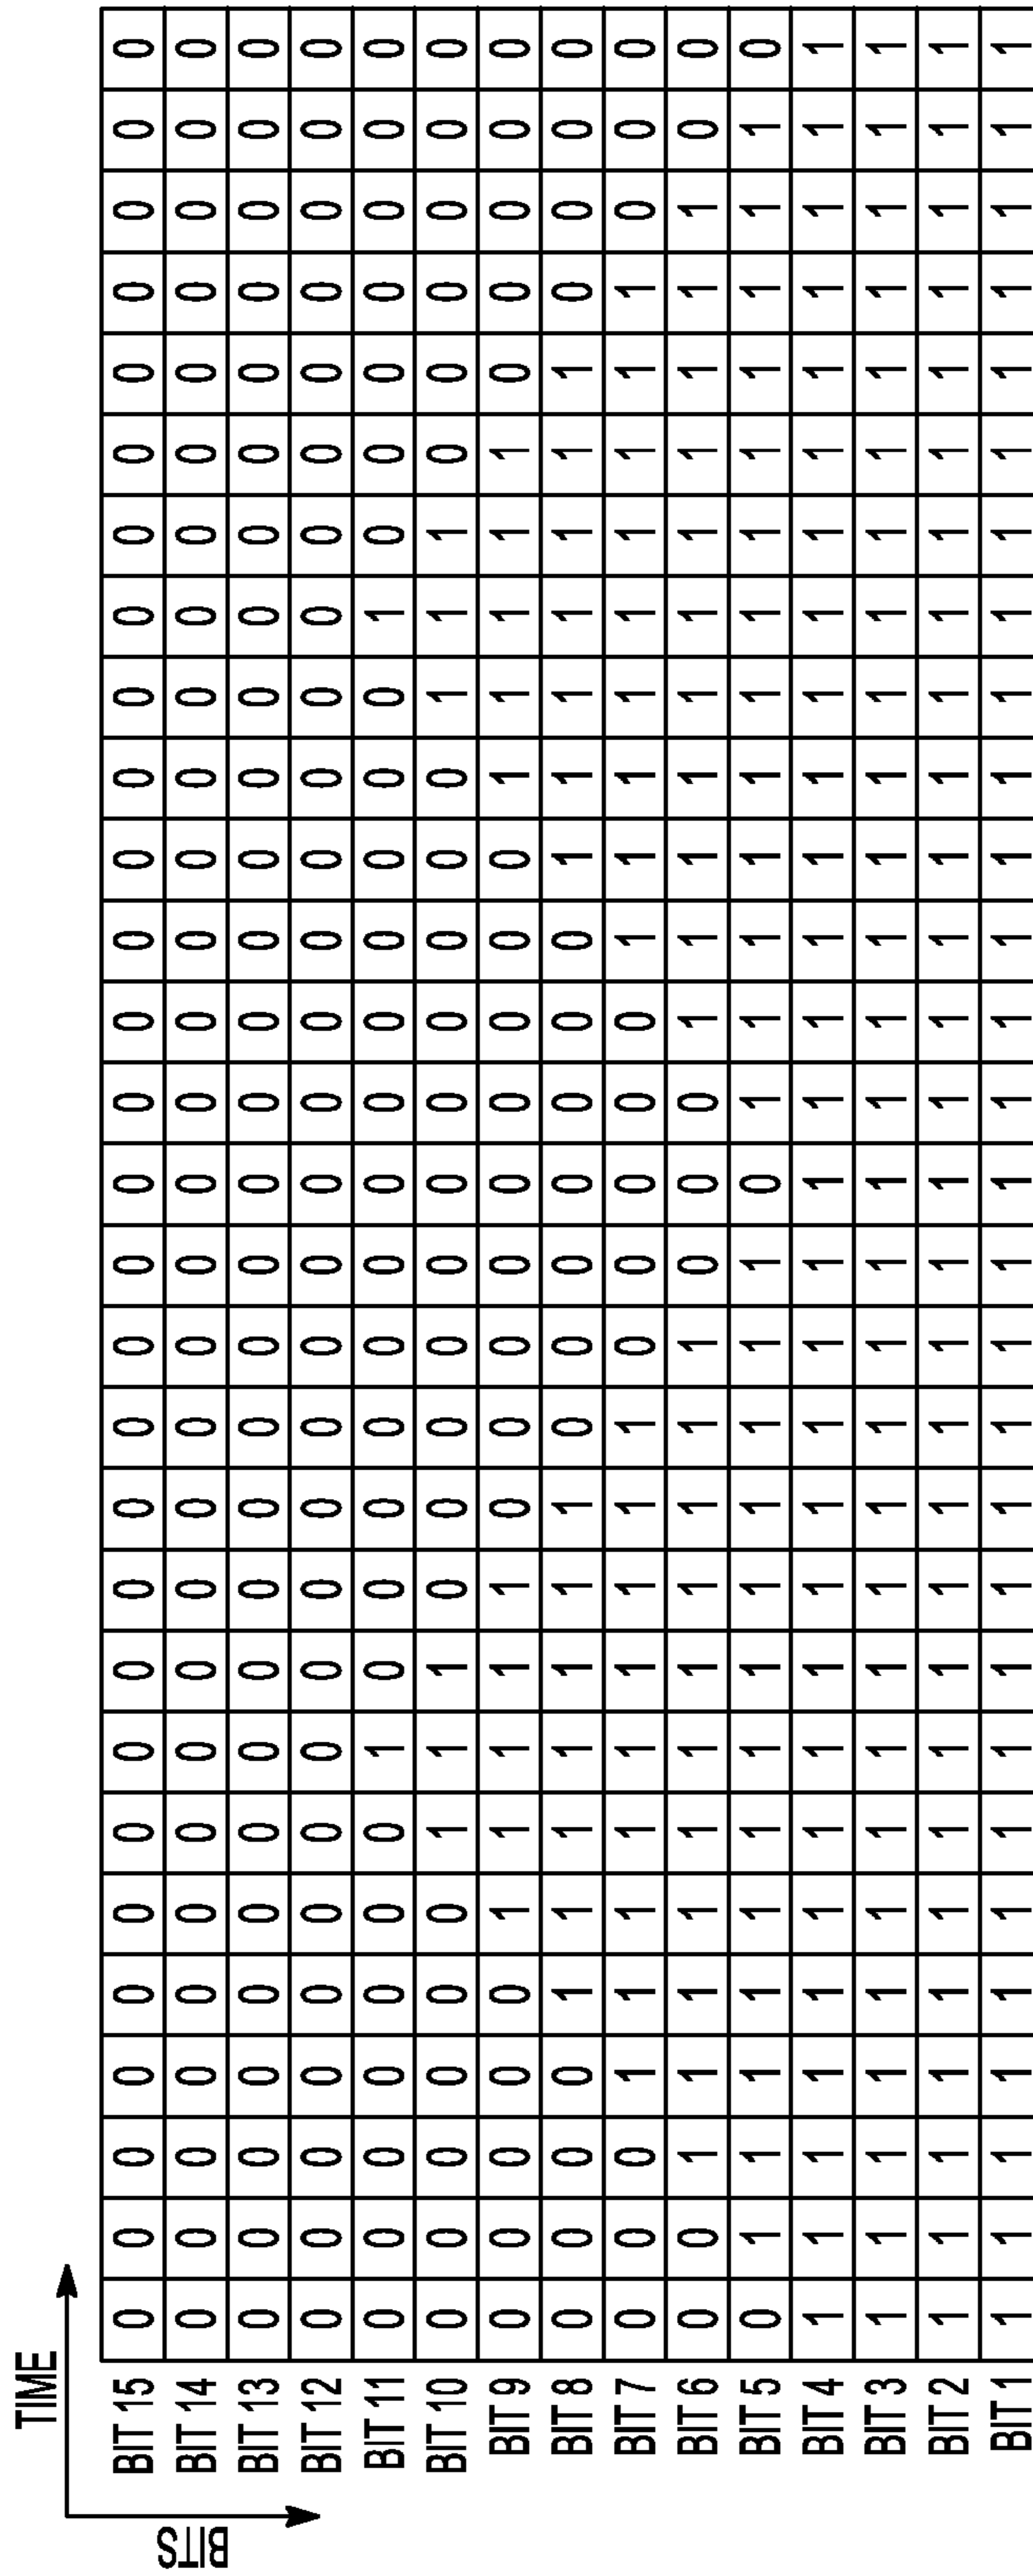 TIME
BITS
BIT 15 0 0 0 0 0 0 0 0 0 0 0 0 0 0 0 0 0 0 0 0 0 0 0 0 0 0 0 0 0
BIT 14 0 0 0 0 0 0 0 0 0 0 0 0 0 0 0 0 0 0 0 0 0 0 0 0 0 0 0 0 0
BIT 13 0 0 0 0 0 0 0 0 0 0 0 0 0 0 0 0 0 0 0 0 0 0 0 0 0 0 0 0 0
BIT 12 0 0 0 0 0 0 0 0 0 0 0 0 0 0 0 0 0 0 0 0 0 0 0 0 0 0 0 0 0
BIT 11 0 0 0 0 0 0 0 1 0 0 0 0 0 0 0 0 0 0 0 0 0 1 0 0 0 0 0 0 0
BIT 10 0 0 0 0 0 0 1 1 1 0 0 0 0 0 0 0 0 0 0 0 1 1 1 0 0 0 0 0 0
BIT 9 0 0 0 0 0 1 1 1 1 1 0 0 0 0 0 0 0 0 0 1 1 1 1 1 0 0 0 0 0
BIT 8 0 0 0 0 1 1 1 1 1 1 1 0 0 0 0 0 0 0 1 1 1 1 1 1 1 0 0 0 0
BIT 7 0 0 0 1 1 1 1 1 1 1 1 1 0 0 0 0 0 1 1 1 1 1 1 1 1 1 0 0 0
BIT 6 0 0 1 1 1 1 1 1 1 1 1 1 1 0 0 0 1 1 1 1 1 1 1 1 1 1 1 0 0
BIT 5 0 1 1 1 1 1 1 1 1 1 1 1 1 1 0 1 1 1 1 1 1 1 1 1 1 1 1 1 0
BIT 4 1 1 1 1 1 1 1 1 1 1 1 1 1 1 1 1 1 1 1 1 1 1 1 1 1 1 1 1 1
BIT 3 1 1 1 1 1 1 1 1 1 1 1 1 1 1 1 1 1 1 1 1 1 1 1 1 1 1 1 1 1
BIT 2 1 1 1 1 1 1 1 1 1 1 1 1 1 1 1 1 1 1 1 1 1 1 1 1 1 1 1 1 1
BIT 1 1 1 1 1 1 1 1 1 1 1 1 1 1 1 1 1 1 1 1 1 1 1 1 1 1 1 1 1 1